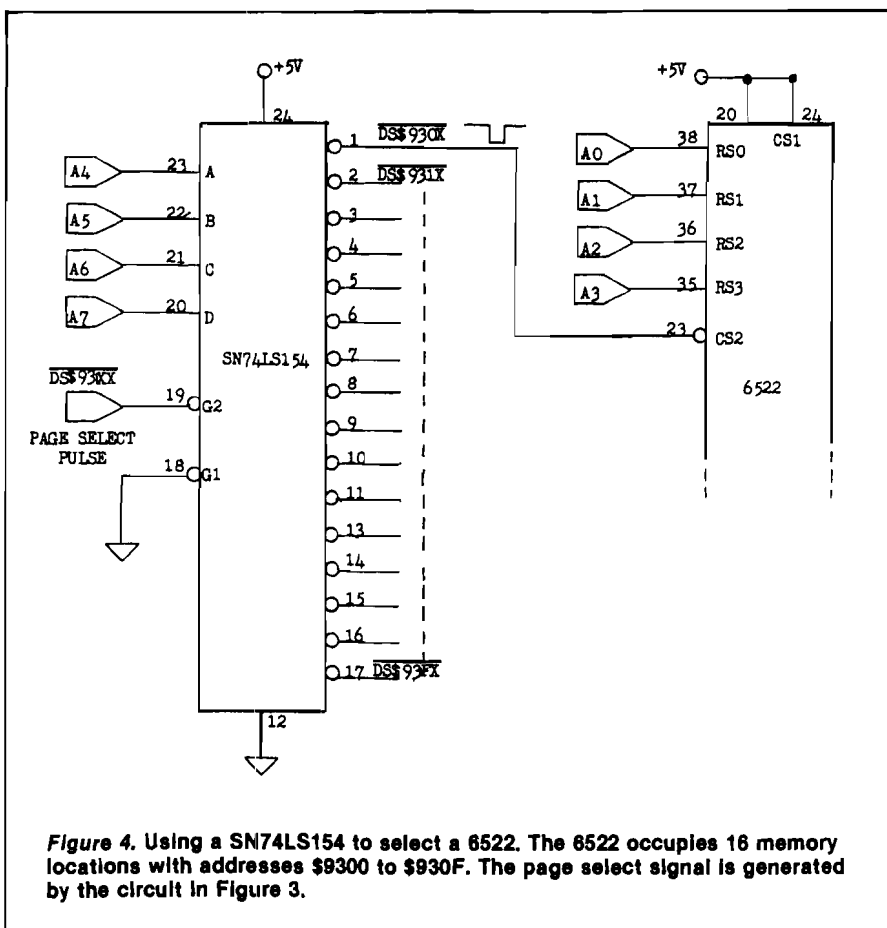 +5V
24
A4 23 A
A5 22 B
A6 21 C
A7 20 D
SN74LS154
DS$93XX
19 G2
PAGE SELECT
PULSE
18 G1
12
1 DS$930X
2 DS$931X
3
4
5
6
7
8
9
10
11
13
14
15
16
17 DS$93FX
+5V
20 24
CS1
A0 38 RS0
A1 37 RS1
A2 36 RS2
A3 35 RS3
23 CS2
6522
Figure 4. Using a SN74LS154 to select a 6522. The 6522 occupies 16 memory
locations with addresses $9300 to $930F. The page select signal is generated
by the circuit in Figure 3.